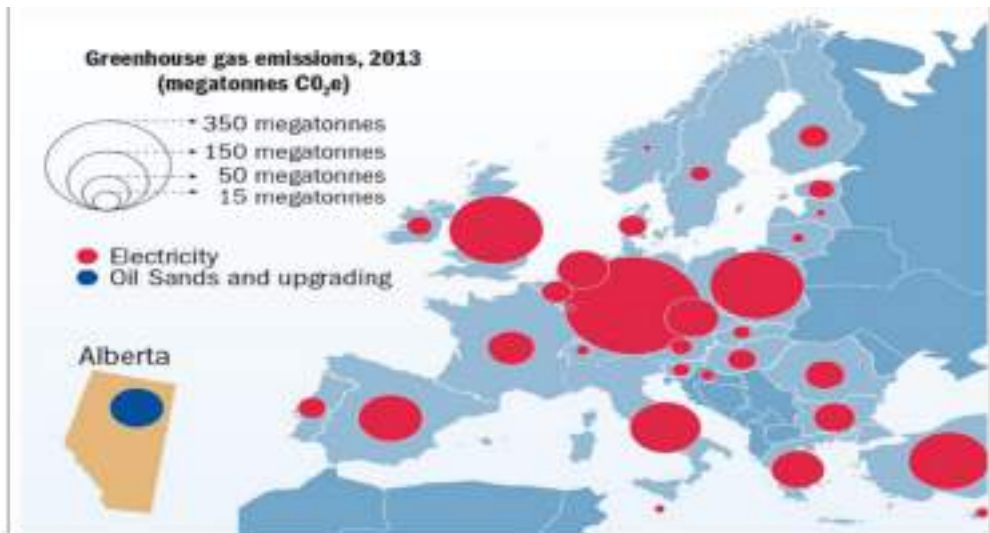 Greenhouse gas emissions, 2013
(megatonnes CO₂e)
350 megatonnes
150 megatonnes
50 megatonnes
15 megatonnes
Electricity
Oil Sands and upgrading
Alberta